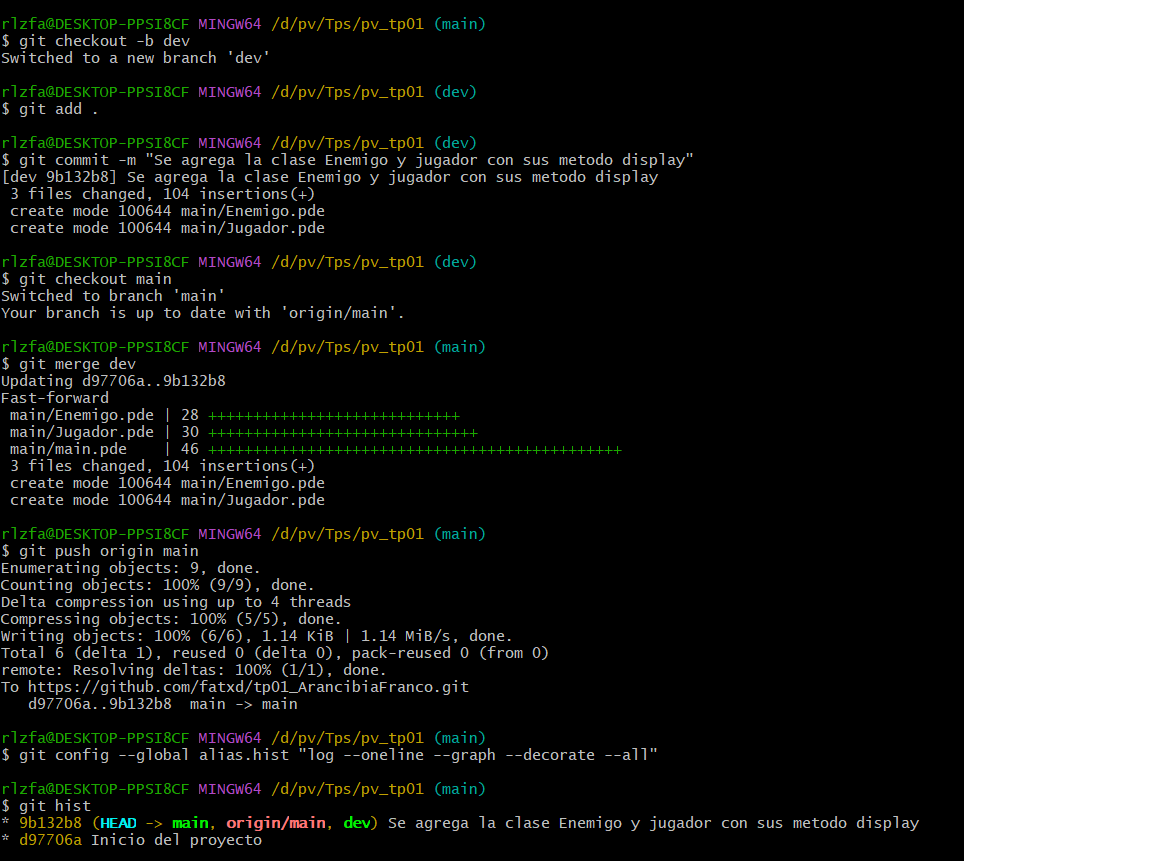 rlzfa@DESKTOP-PPSI8CF MINGW64 /d/pv/Tps/pv_tp01 (main)
$ git checkout -b dev
Switched to a new branch 'dev'
rlzfa@DESKTOP-PPSI8CF MINGW64 /d/pv/Tps/pv_tp01 (dev)
$ git add .
rlzfa@DESKTOP-PPSI8CF MINGW64 /d/pv/Tps/pv_tp01 (dev)
$ git commit -m "Se agrega la clase Enemigo y jugador con sus metodo display"
[dev 9b132b8] Se agrega la clase Enemigo y jugador con sus metodo display
 3 files changed, 104 insertions(+)
 create mode 100644 main/Enemigo.pde
 create mode 100644 main/Jugador.pde
rlzfa@DESKTOP-PPSI8CF MINGW64 /d/pv/Tps/pv_tp01 (dev)
$ git checkout main
Switched to branch 'main'
Your branch is up to date with 'origin/main'.
rlzfa@DESKTOP-PPSI8CF MINGW64 /d/pv/Tps/pv_tp01 (main)
$ git merge dev
Updating d97706a..9b132b8
Fast-forward
 main/Enemigo.pde | 28 ++++++++++++++++++++++++++++
 main/Jugador.pde | 30 ++++++++++++++++++++++++++++++
 main/main.pde    | 46 ++++++++++++++++++++++++++++++++++++++++++++++
 3 files changed, 104 insertions(+)
 create mode 100644 main/Enemigo.pde
 create mode 100644 main/Jugador.pde
rlzfa@DESKTOP-PPSI8CF MINGW64 /d/pv/Tps/pv_tp01 (main)
$ git push origin main
Enumerating objects: 9, done.
Counting objects: 100% (9/9), done.
Delta compression using up to 4 threads
Compressing objects: 100% (5/5), done.
Writing objects: 100% (6/6), 1.14 KiB | 1.14 MiB/s, done.
Total 6 (delta 1), reused 0 (delta 0), pack-reused 0 (from 0)
remote: Resolving deltas: 100% (1/1), done.
To https://github.com/fatxd/tp01_ArancibiaFranco.git
   d97706a..9b132b8  main -> main
rlzfa@DESKTOP-PPSI8CF MINGW64 /d/pv/Tps/pv_tp01 (main)
$ git config --global alias.hist "log --oneline --graph --decorate --all"
rlzfa@DESKTOP-PPSI8CF MINGW64 /d/pv/Tps/pv_tp01 (main)
$ git hist
* 9b132b8 (HEAD -> main, origin/main, dev) Se agrega la clase Enemigo y jugador con sus metodo display
* d97706a Inicio del proyecto